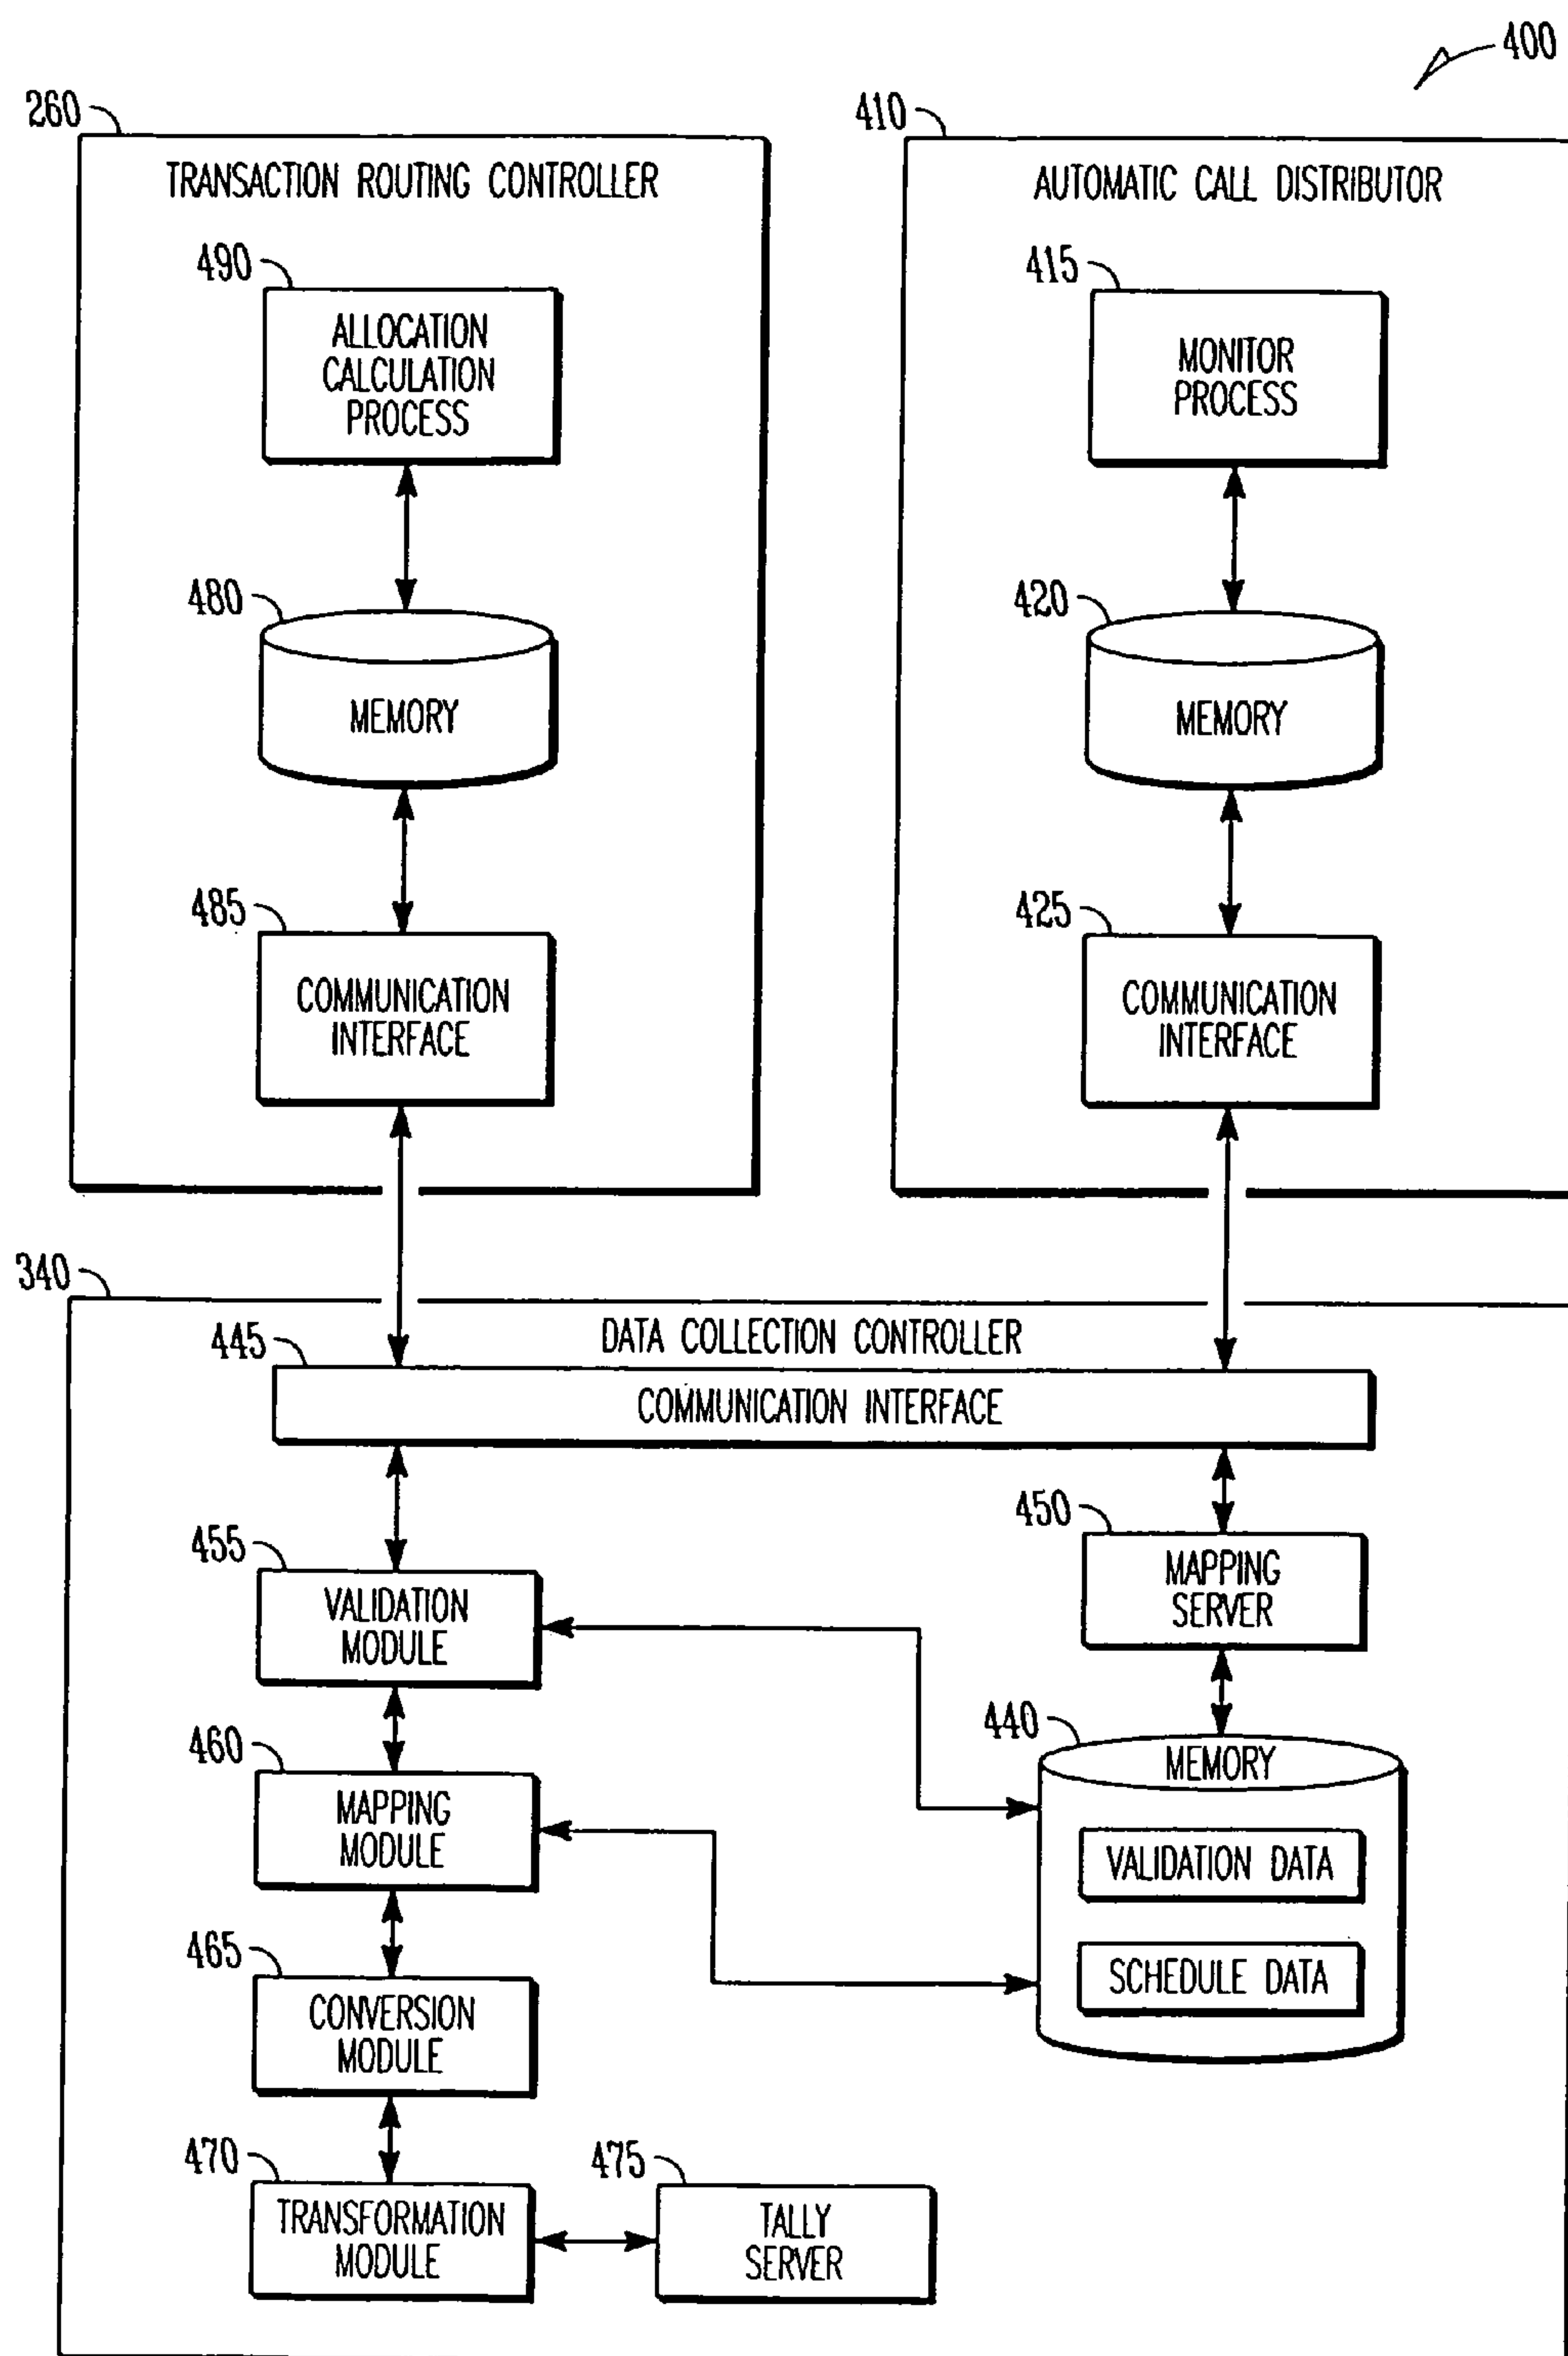 400
260
TRANSACTION ROUTING CONTROLLER
490
ALLOCATION
CALCULATION
PROCESS
480
MEMORY
485
COMMUNICATION
INTERFACE
410
AUTOMATIC CALL DISTRIBUTOR
415
MONITOR
PROCESS
420
MEMORY
425
COMMUNICATION
INTERFACE
340
DATA COLLECTION CONTROLLER
445
COMMUNICATION INTERFACE
455
VALIDATION
MODULE
460
MAPPING
MODULE
465
CONVERSION
MODULE
470
TRANSFORMATION
MODULE
475
TALLY
SERVER
450
MAPPING
SERVER
440
MEMORY
VALIDATION DATA
SCHEDULE DATA